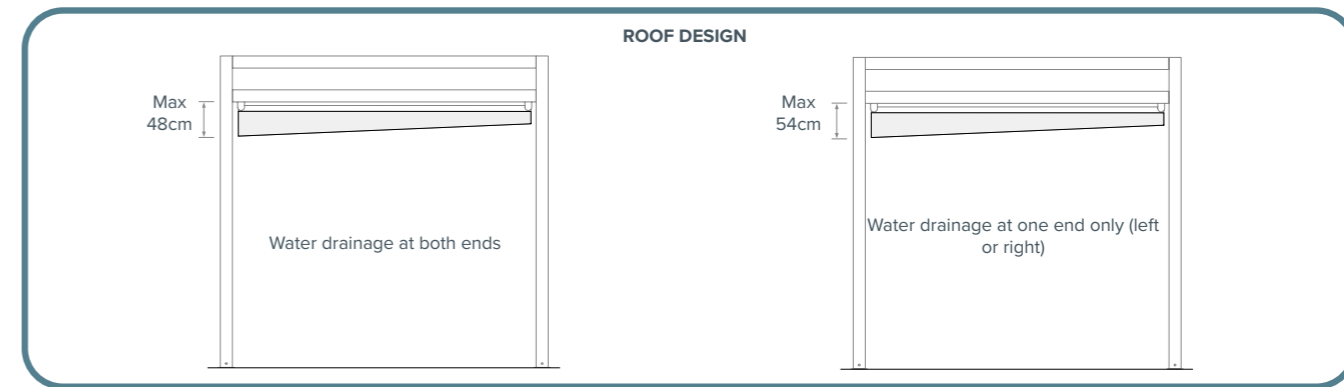 ROOF DESIGN
Max
48cm
Water drainage at both ends
Max
54cm
Water drainage at one end only (left
or right)